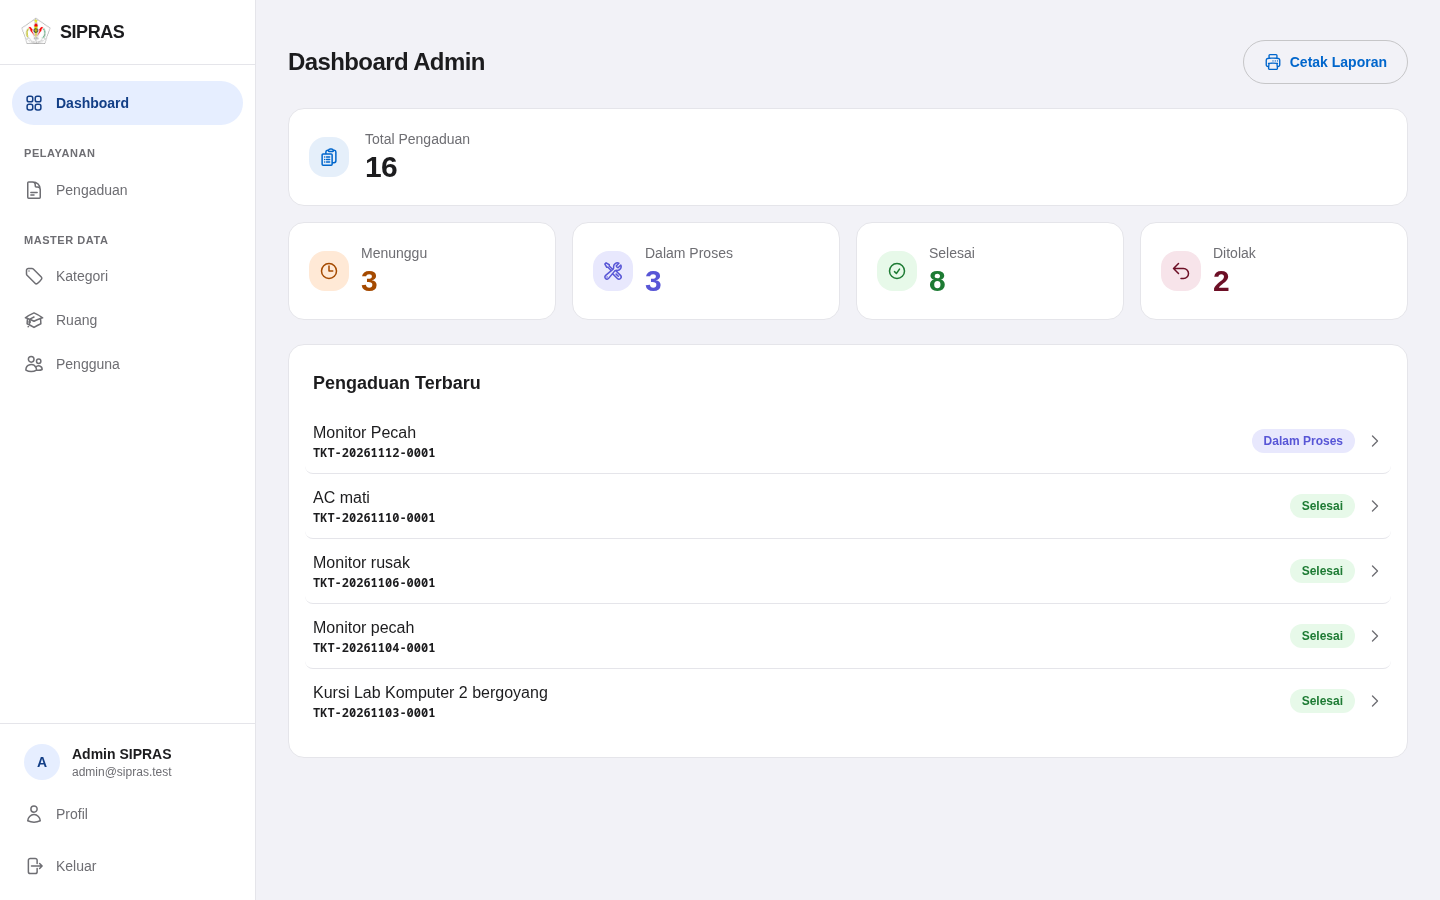 SIPRAS
Dashboard
PELAYANAN
Pengaduan
MASTER DATA
Kategori
Ruang
Pengguna
A
Admin SIPRAS
admin@sipras.test
Profil
Keluar
Dashboard Admin
Cetak Laporan
Total Pengaduan
16
Menunggu
3
Dalam Proses
3
Selesai
8
Ditolak
2
Pengaduan Terbaru
Monitor Pecah
TKT-20261112-0001
Dalam Proses
AC mati
TKT-20261110-0001
Selesai
Monitor rusak
TKT-20261106-0001
Selesai
Monitor pecah
TKT-20261104-0001
Selesai
Kursi Lab Komputer 2 bergoyang
TKT-20261103-0001
Selesai